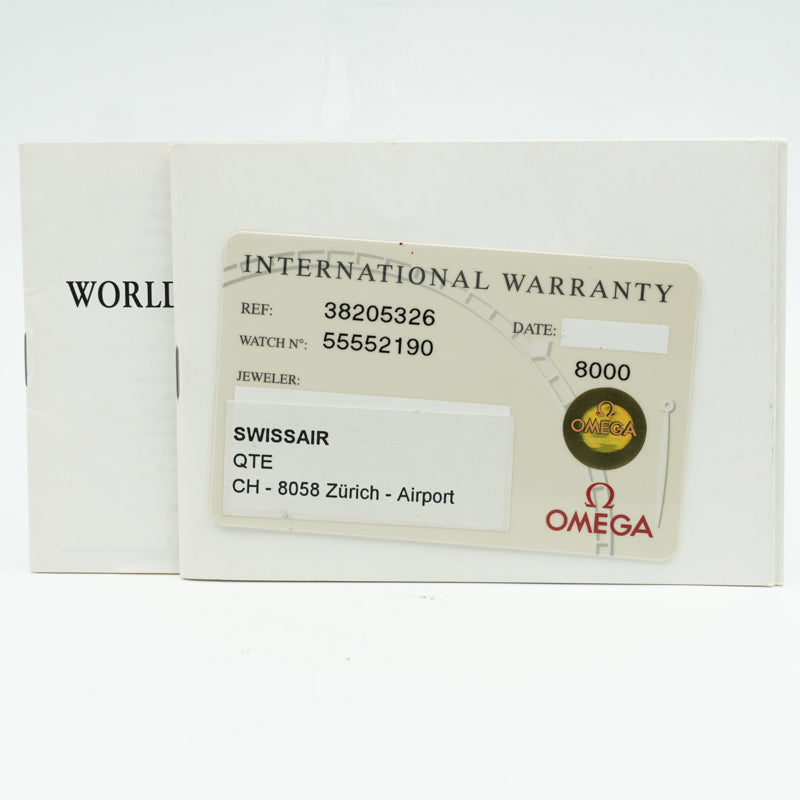 WORLD
INTERNATIONAL WARRANTY
REF: 38205326
DATE:
WATCH N°: 55552190
8000
JEWELER:
Ω
OMEGA
SWISSAIR
QTE
CH - 8058 Zürich - Airport
Ω
OMEGA